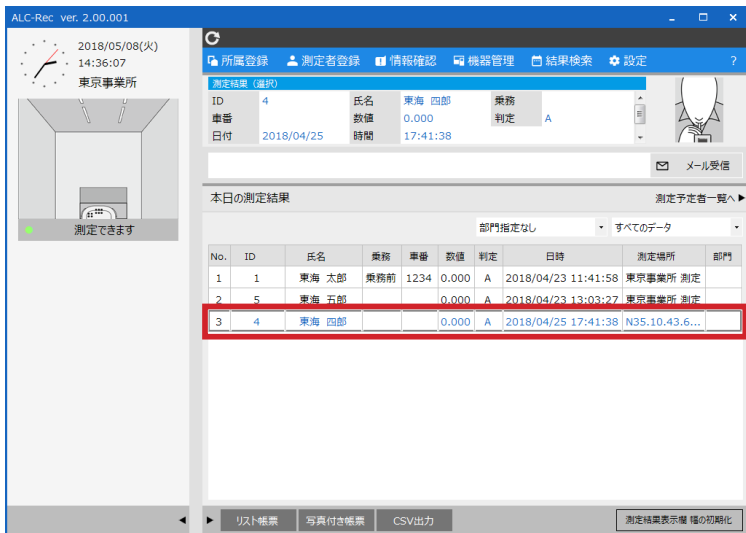 ALC-Rec ver. 2.00.001
2018/05/08(火)
14:36:07
東京事業所
測定できます
所属登録 測定者登録 情報確認 機器管理 結果検索 設定 ?
測定結果（選択）
ID 4 氏名 東海 四郎 乗務
車番 数値 0.000 判定 A
日付 2018/04/25 時間 17:41:38
メール受信
本日の測定結果 測定予定者一覧へ▶
部門指定なし すべてのデータ
No. ID 氏名 乗務 車番 数値 判定 日時 測定場所 部門
1 1 東海 太郎 乗務前 1234 0.000 A 2018/04/23 11:41:58 東京事業所 測定
2 5 東海 五郎 0.000 A 2018/04/23 13:03:27 東京事業所 測定
3 4 東海 四郎 0.000 A 2018/04/25 17:41:38 N35.10.43.6...
リスト帳票 写真付き帳票 CSV出力 測定結果表示欄 幅の初期化